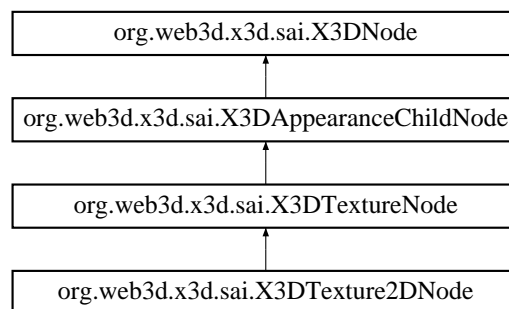 org.web3d.x3d.sai.X3DNode
org.web3d.x3d.sai.X3DAppearanceChildNode
org.web3d.x3d.sai.X3DTextureNode
org.web3d.x3d.sai.X3DTexture2DNode